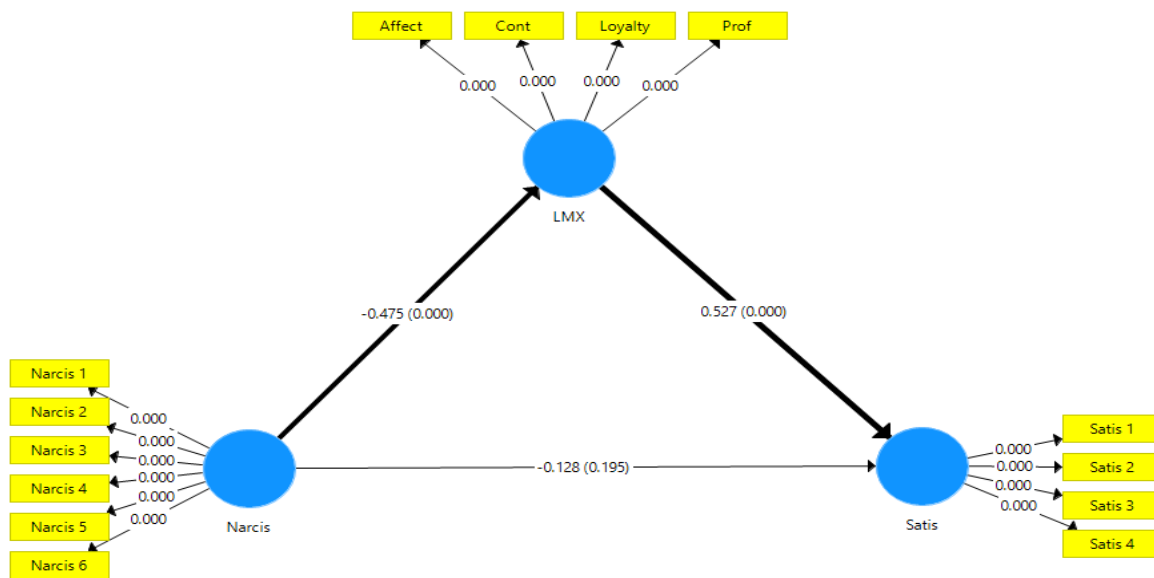 Affect
Cont
Loyalty
Prof
0.000
0.000
0.000
0.000
LMX
-0.475 (0.000)
0.527 (0.000)
Narcis 1
Narcis 2
Narcis 3
Narcis 4
Narcis 5
Narcis 6
0.000
0.000
0.000
0.000
0.000
0.000
Narcis
-0.128 (0.195)
Satis
0.000
0.000
0.000
0.000
Satis 1
Satis 2
Satis 3
Satis 4